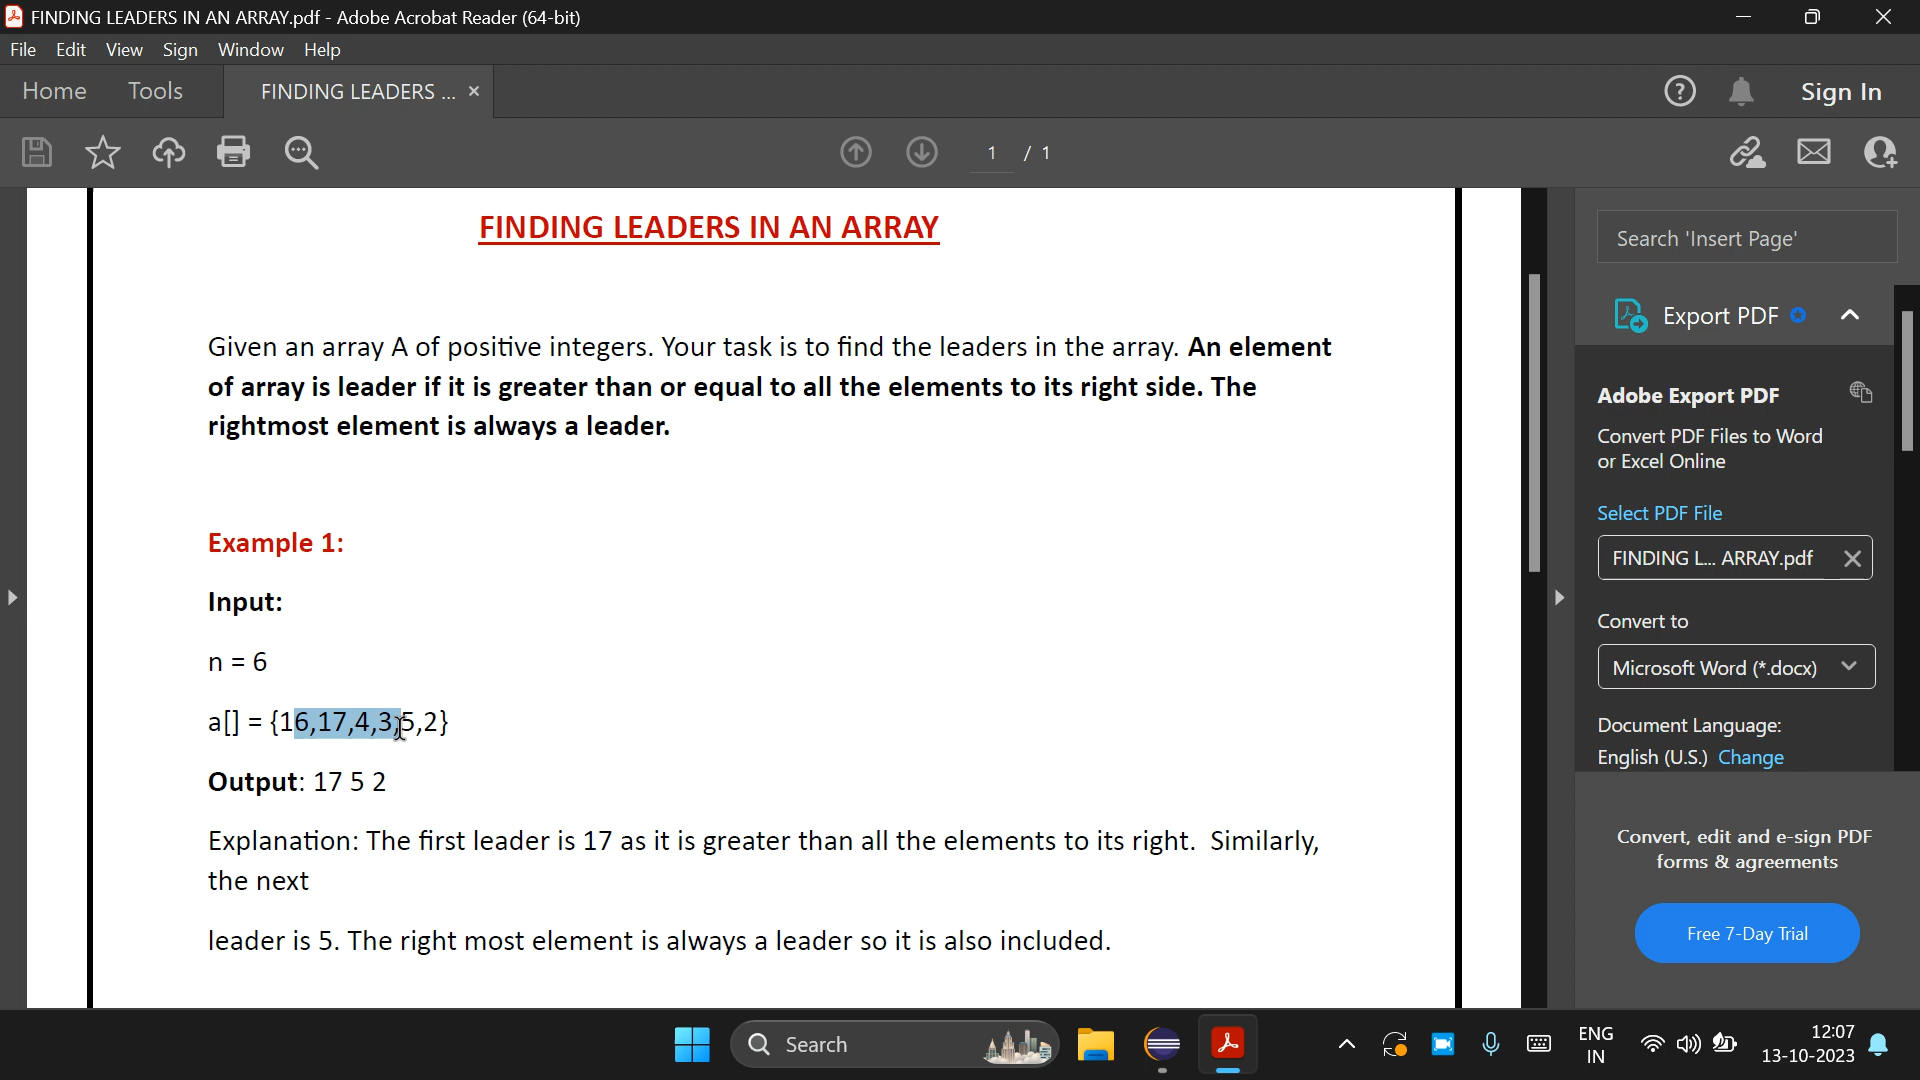 FINDING LEADERS IN AN ARRAY.pdf - Adobe Acrobat Reader (64-bit)
File Edit View Sign Window Help
Home Tools FINDING LEADERS ... × Sign In
1 / 1
FINDING LEADERS IN AN ARRAY
Given an array A of positive integers. Your task is to find the leaders in the array. An element
of array is leader if it is greater than or equal to all the elements to its right side. The
rightmost element is always a leader.
Example 1:
Input:
n = 6
a[] = {16,17,4,3,5,2}
Output: 17 5 2
Explanation: The first leader is 17 as it is greater than all the elements to its right. Similarly,
the next
leader is 5. The right most element is always a leader so it is also included.
Search 'Insert Page'
Export PDF
Adobe Export PDF
Convert PDF Files to Word
or Excel Online
Select PDF File
FINDING L... ARRAY.pdf
Convert to
Microsoft Word (*.docx)
Document Language:
English (U.S.) Change
Convert, edit and e-sign PDF
forms & agreements
Free 7-Day Trial
Search
ENG
IN
12:07
13-10-2023